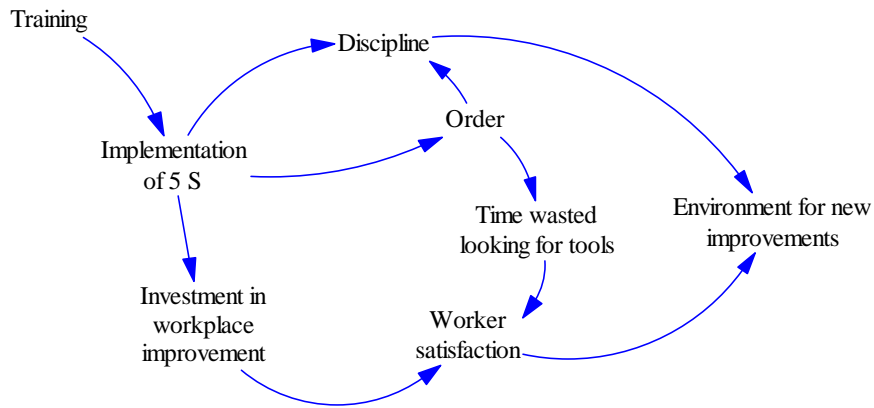 Training
Discipline
Order
Implementation
of 5 S
Time wasted
looking for tools
Environment for new
improvements
Investment in
workplace
improvement
Worker
satisfaction